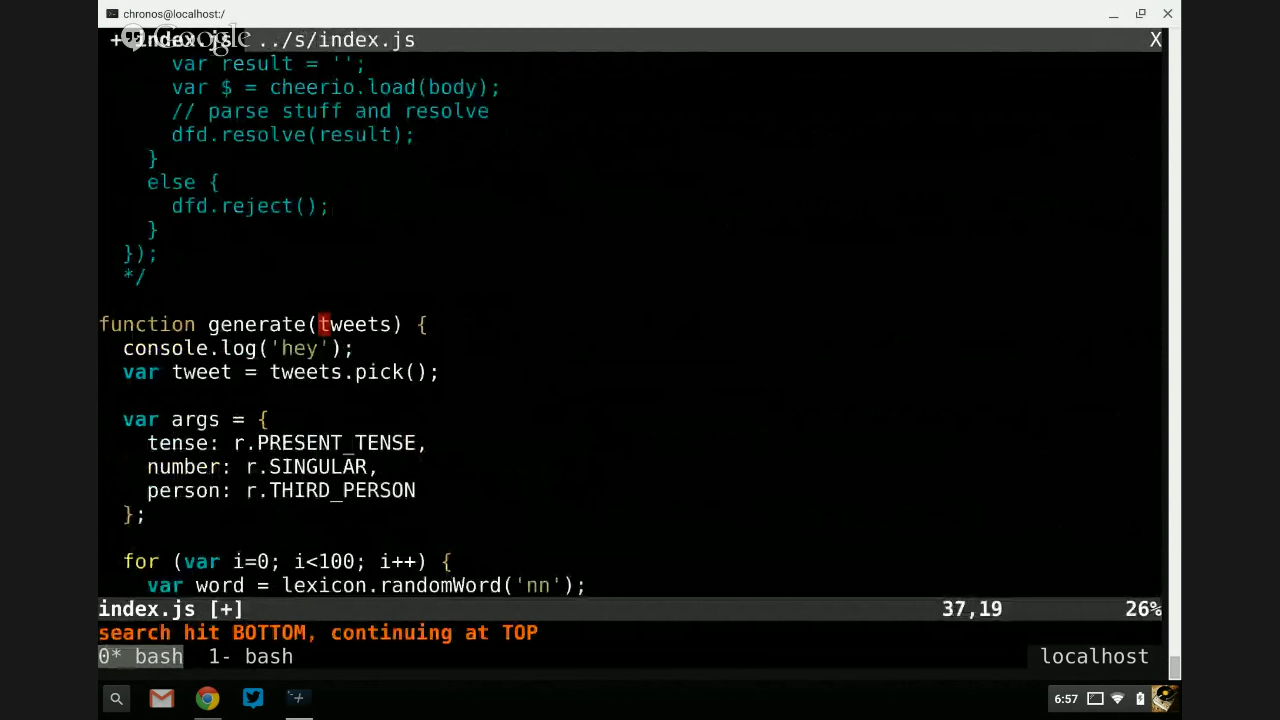 chronos@localhost:/
+ index.js ../s/index.js X
Google
var result = '';
var $ = cheerio.load(body);
// parse stuff and resolve
dfd.resolve(result);
}
else {
dfd.reject();
}
});
*/
function generate(tweets) {
console.log('hey');
var tweet = tweets.pick();
var args = {
tense: r.PRESENT_TENSE,
number: r.SINGULAR,
person: r.THIRD_PERSON
};
for (var i=0; i<100; i++) {
var word = lexicon.randomWord('nn');
index.js [+] 37,19 26%
search hit BOTTOM, continuing at TOP
0* bash 1- bash localhost
6:57